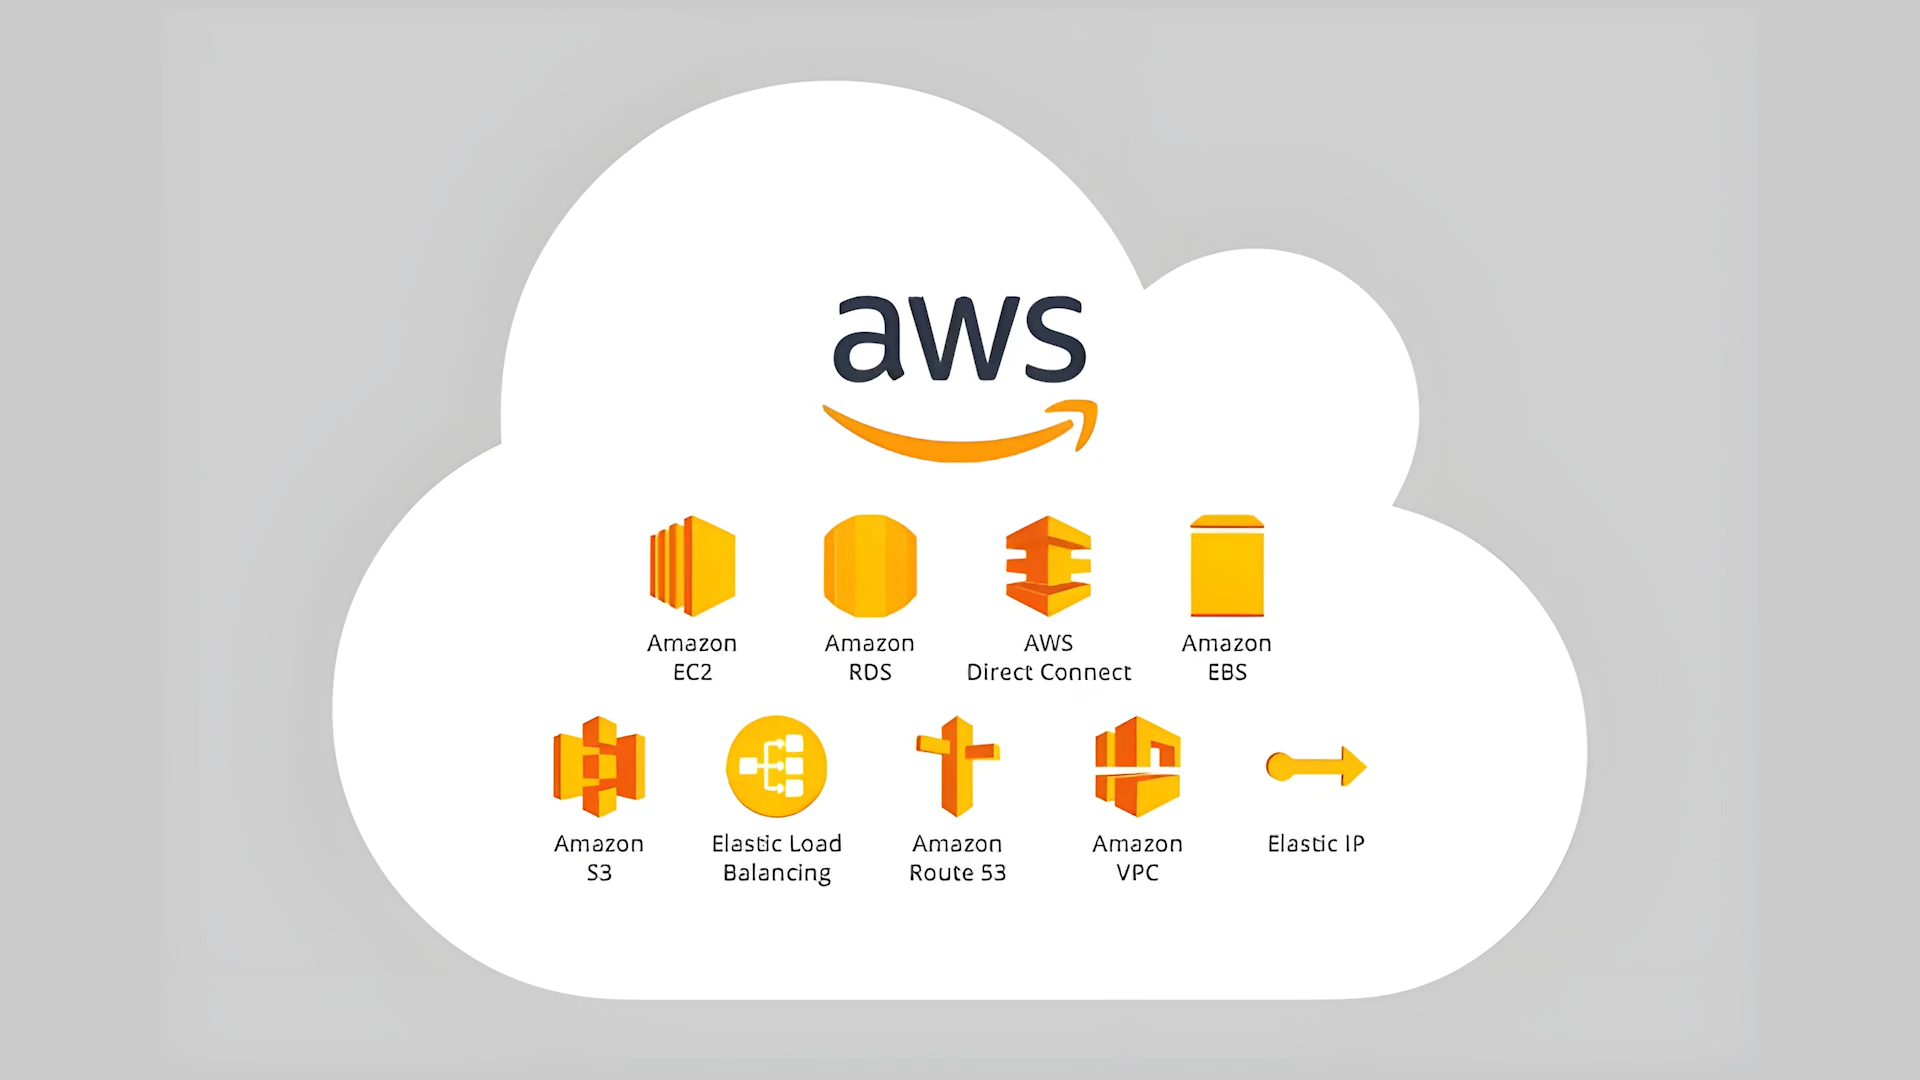 aws
Amazon
EC2
Amazon
RDS
AWS
Direct Connect
Amazon
EBS
Amazon
S3
Elastic Load
Balancing
Amazon
Route 53
Amazon
VPC
Elastic IP